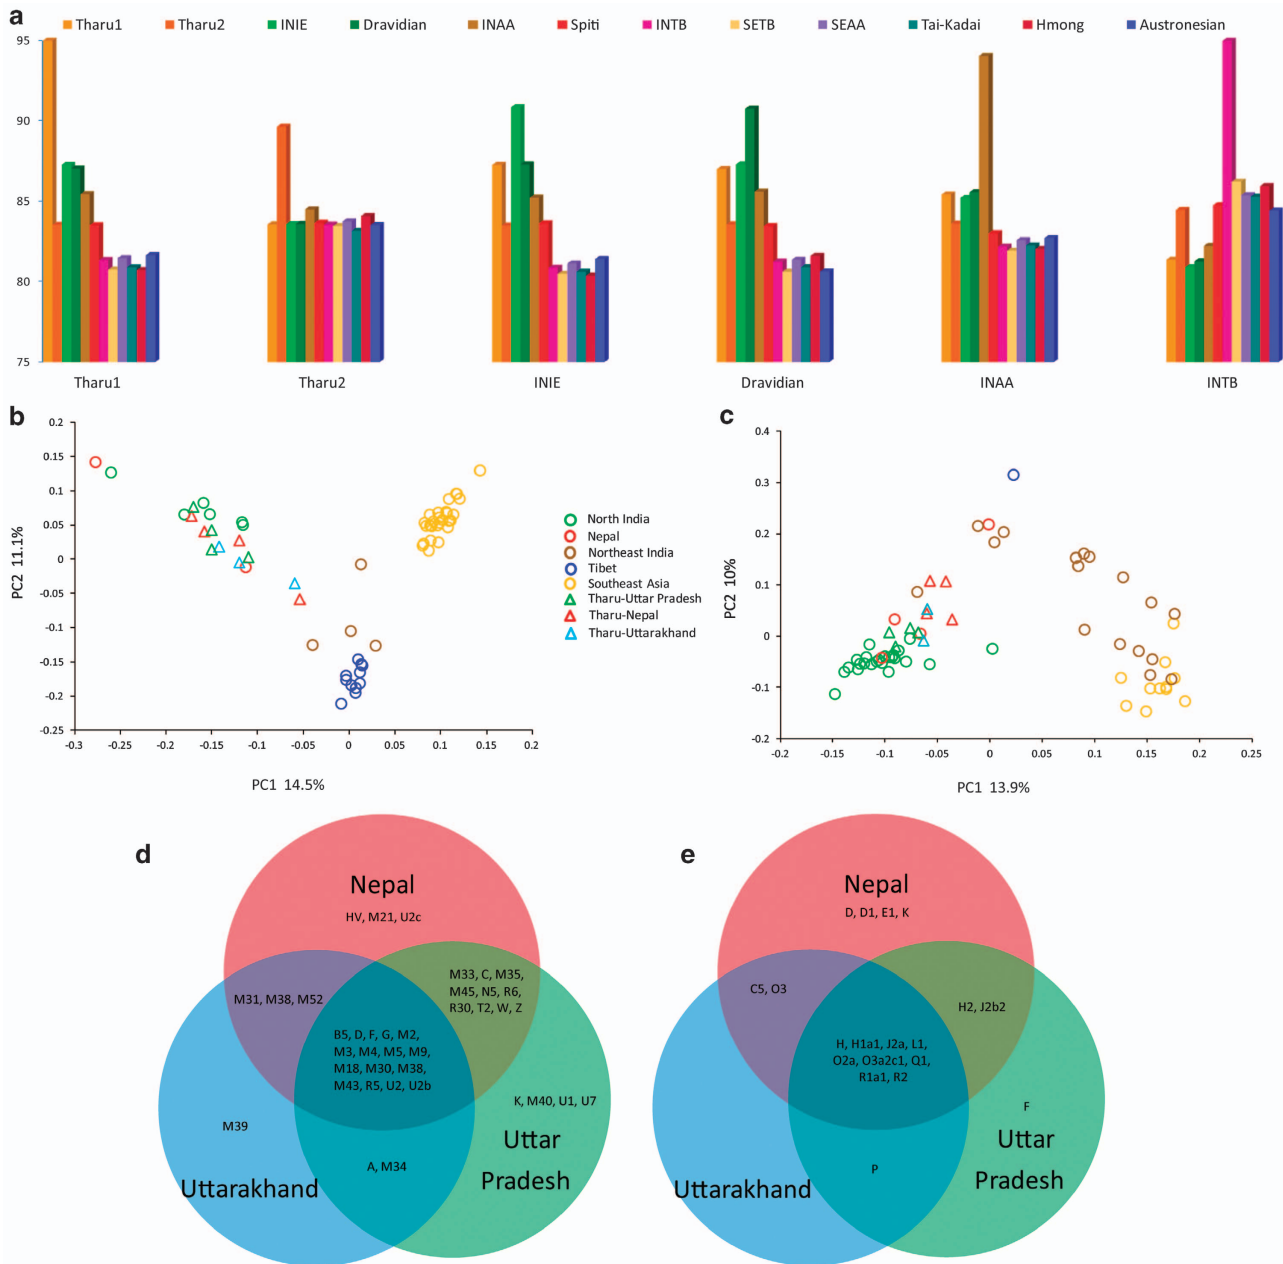 a
Tharu1 Tharu2 INIE Dravidian INAA Spiti INTB SETB SEAA Tai-Kadai Hmong Austronesian
95
90
85
80
75
Tharu1 Tharu2 INIE Dravidian INAA INTB
b
0.2
0.15
0.1
0.05
0
-0.05
-0.1
-0.15
-0.2
-0.25
PC2 11.1%
-0.3 -0.25 -0.2 -0.15 -0.1 -0.05 0 0.05 0.1 0.15 0.2
PC1 14.5%
North India
Nepal
Northeast India
Tibet
Southeast Asia
Tharu-Uttar Pradesh
Tharu-Nepal
Tharu-Uttarakhand
c
0.4
0.3
0.2
0.1
0
-0.1
-0.2
PC2 10%
-0.2 -0.15 -0.1 -0.05 0 0.05 0.1 0.15 0.2 0.25
PC1 13.9%
d
Nepal
HV, M21, U2c
M33, C, M35,
M45, N5, R6,
R30, T2, W, Z
M31, M38, M52
B5, D, F, G, M2,
M3, M4, M5, M9,
M18, M30, M38,
M43, R5, U2, U2b
K, M40, U1, U7
M39
Uttar
Pradesh
A, M34
Uttarakhand
e
Nepal
D, D1, E1, K
C5, O3
H2, J2b2
H, H1a1, J2a, L1,
O2a, O3a2c1, Q1,
R1a1, R2
F
Uttar
Pradesh
P
Uttarakhand